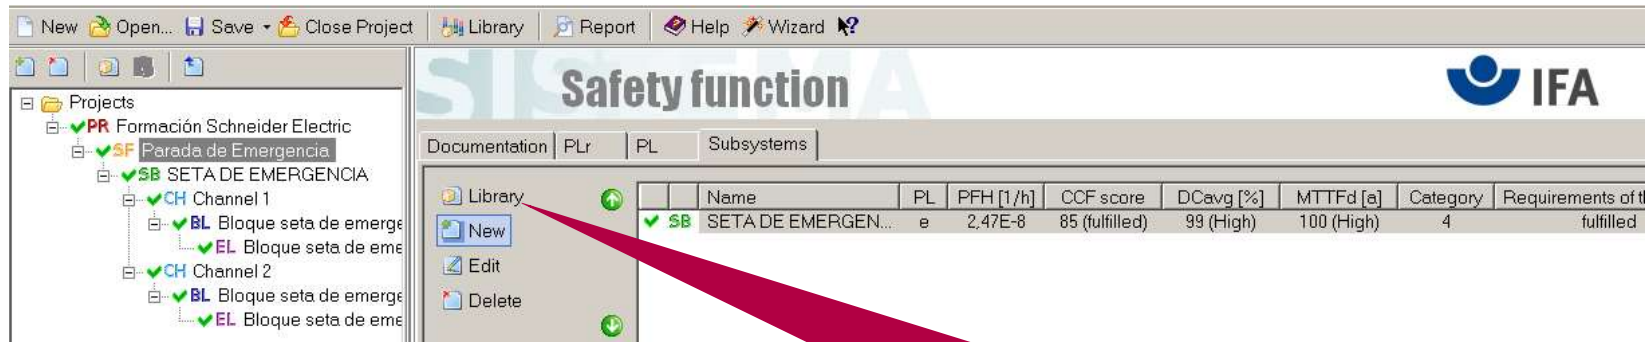 New Open... Save Close Project Library Report Help Wizard
SISTEMA
Safety function
IFA
Projects
PR Formación Schneider Electric
SF Parada de Emergencia
SB SETA DE EMERGENCIA
CH Channel 1
BL Bloque seta de emerge
EL Bloque seta de eme
CH Channel 2
BL Bloque seta de emerge
EL Bloque seta de eme
Documentation PLr PL Subsystems
Library
New
Edit
Delete
Name PL PFH [1/h] CCF score DCavg [%] MTTFd [a] Category Requirements of t
SB SETA DE EMERGEN... e 2,47E-8 85 (fulfilled) 99 (High) 100 (High) 4 fulfilled